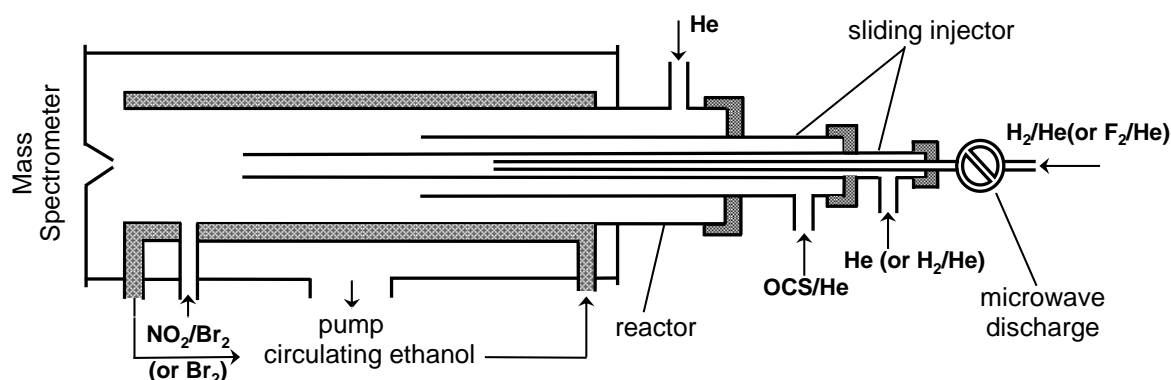 He
sliding injector
Mass
Spectrometer
H₂/He(or F₂/He)
He (or H₂/He)
OCS/He
microwave
discharge
reactor
pump
circulating ethanol
NO₂/Br₂
(or Br₂)